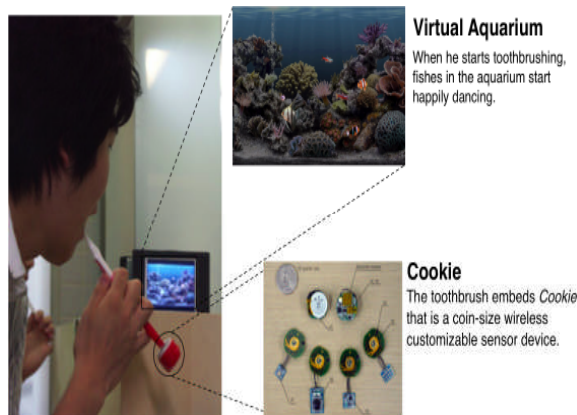 Virtual Aquarium
When he starts toothbrushing,
fishes in the aquarium start
happily dancing.
Cookie
The toothbrush embeds Cookie
that is a coin-size wireless
customizable sensor device.